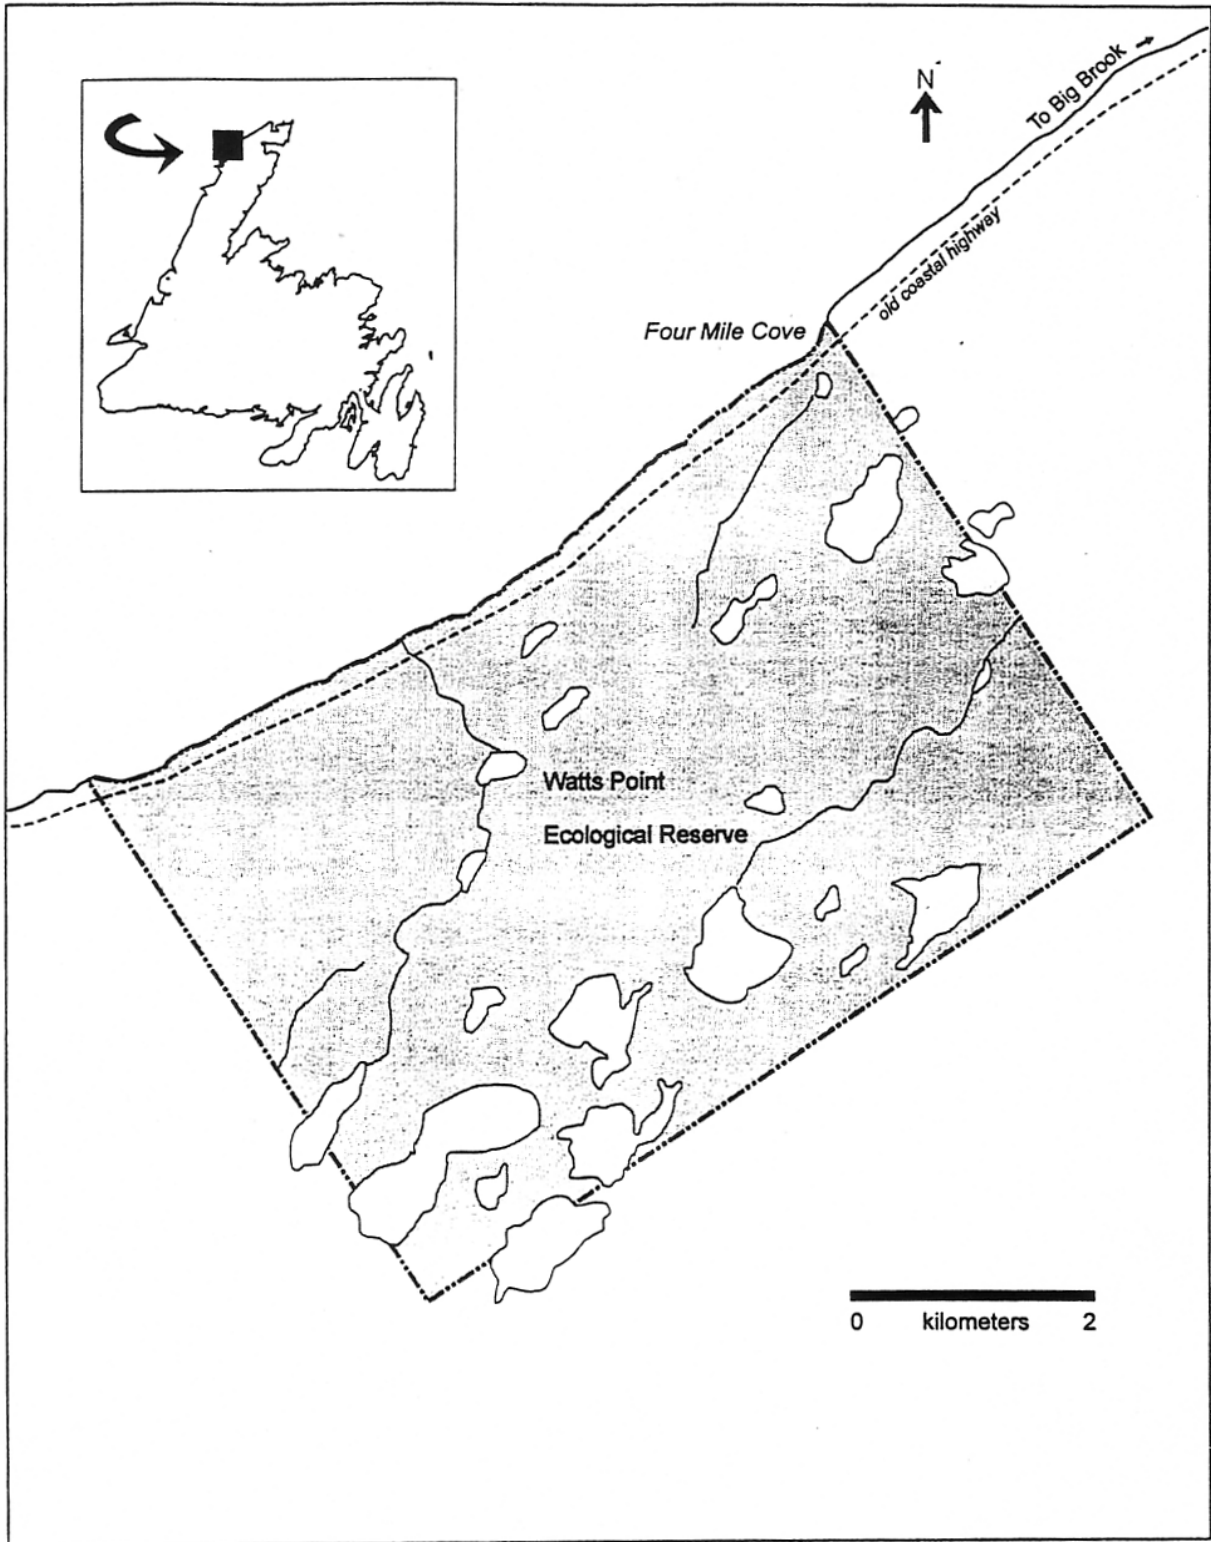 N
To Big Brook
old coastal highway
Four Mile Cove
Watts Point
Ecological Reserve
0 kilometers 2